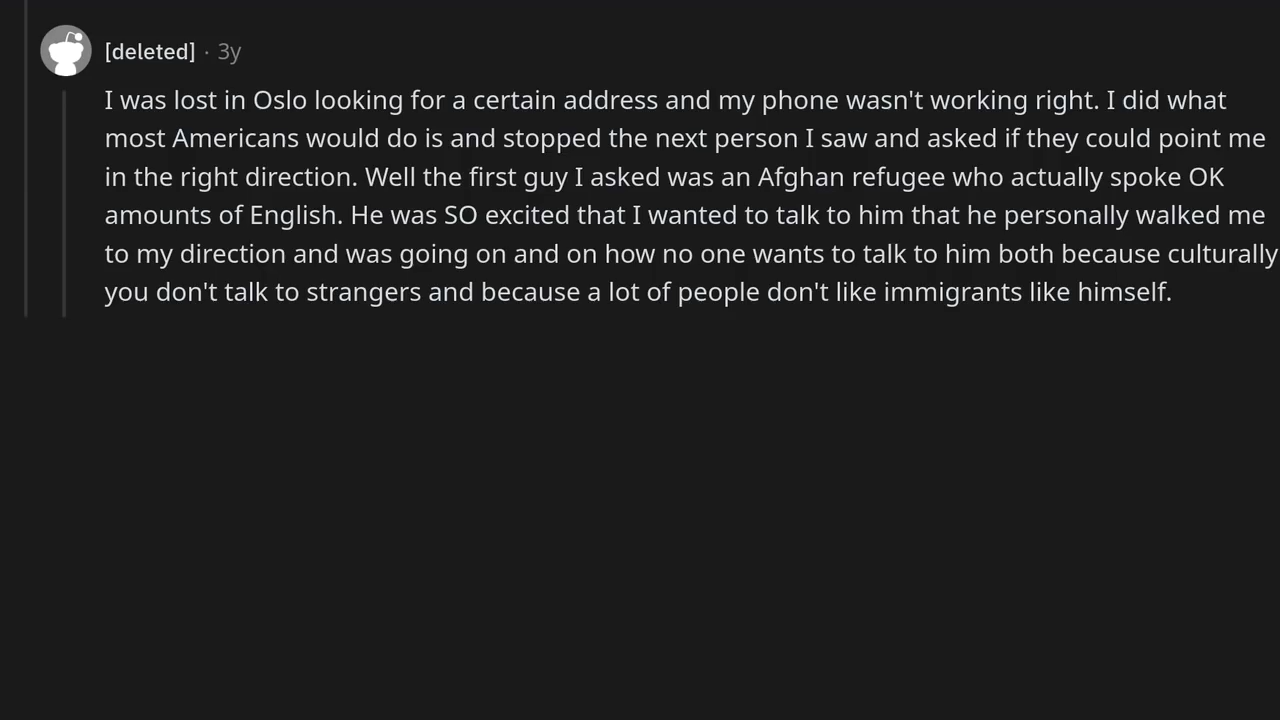 [deleted] · 3y
I was lost in Oslo looking for a certain address and my phone wasn't working right. I did what
most Americans would do is and stopped the next person I saw and asked if they could point me
in the right direction. Well the first guy I asked was an Afghan refugee who actually spoke OK
amounts of English. He was SO excited that I wanted to talk to him that he personally walked me
to my direction and was going on and on how no one wants to talk to him both because culturally
you don't talk to strangers and because a lot of people don't like immigrants like himself.